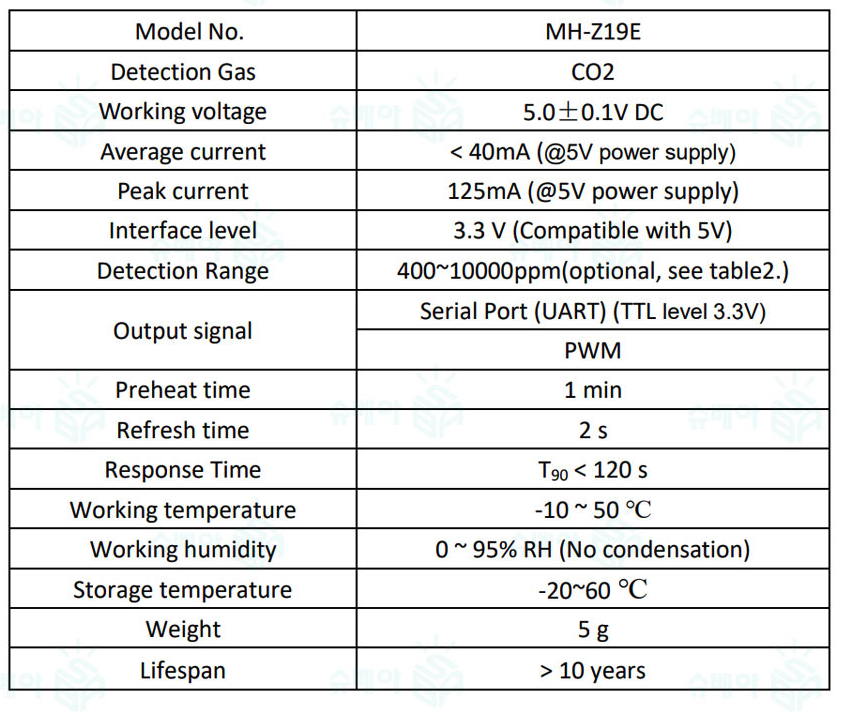 Model No. MH-Z19E
Detection Gas CO2
Working voltage 5.0±0.1V DC
Average current < 40mA (@5V power supply)
Peak current 125mA (@5V power supply)
Interface level 3.3 V (Compatible with 5V)
Detection Range 400~10000ppm(optional, see table2.)
Output signal Serial Port (UART) (TTL level 3.3V)
PWM
Preheat time 1 min
Refresh time 2 s
Response Time T90 < 120 s
Working temperature -10 ~ 50 ℃
Working humidity 0 ~ 95% RH (No condensation)
Storage temperature -20~60 ℃
Weight 5 g
Lifespan > 10 years
슈베아